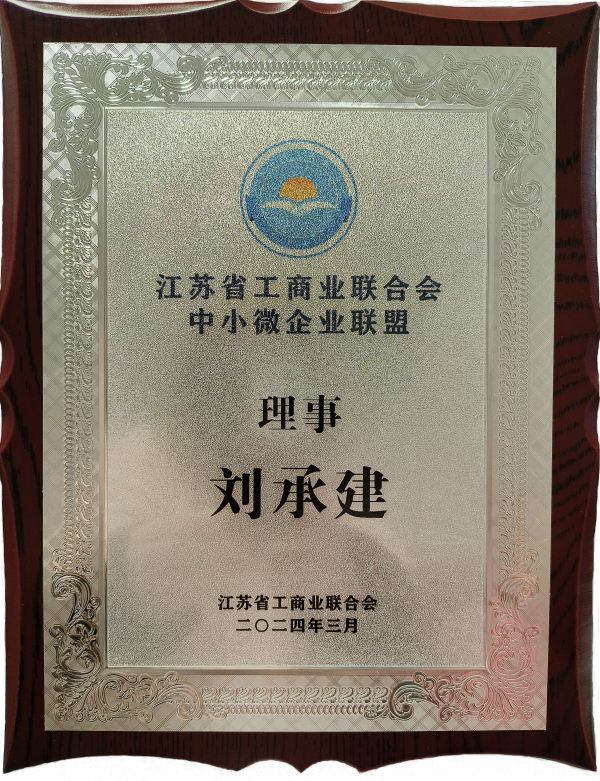 江苏省工商业联合会
中小微企业联盟
理事
刘承建
江苏省工商业联合会
二〇二四年三月